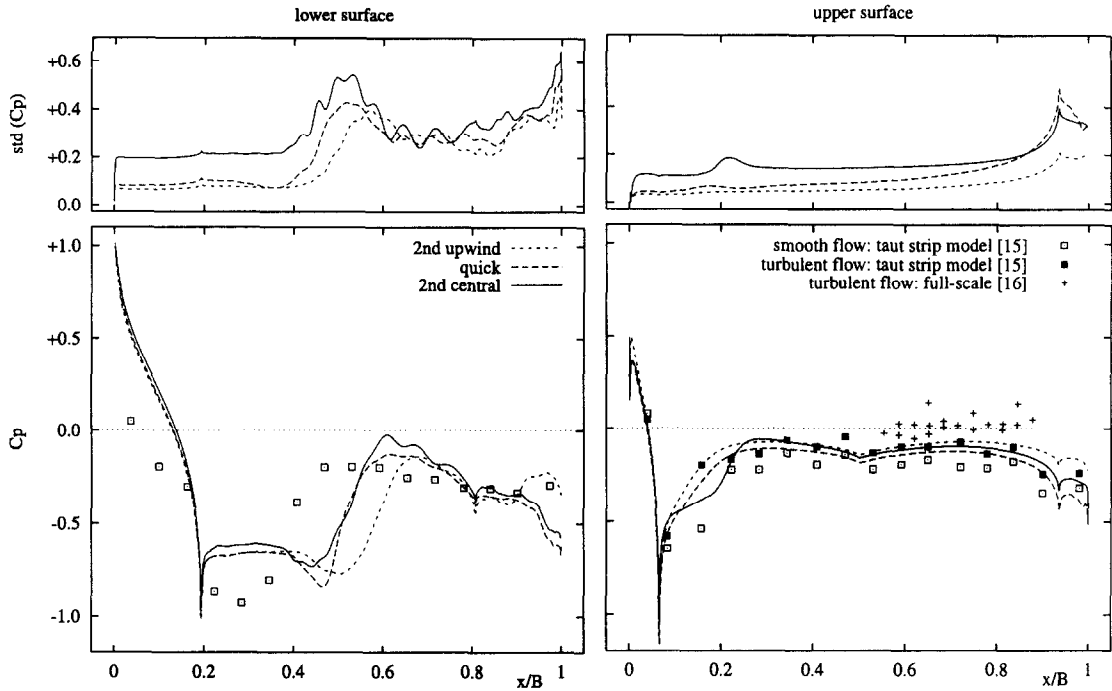 lower surface
upper surface
std (Cp)
+0.6
+0.4
+0.2
0.0
Cp
+1.0
+0.5
0.0
-0.5
-1.0
2nd upwind
quick
2nd central
smooth flow: taut strip model [15]
turbulent flow: taut strip model [15]
turbulent flow: full-scale [16]
0 0.2 0.4 0.6 0.8 1
x/B
0 0.2 0.4 0.6 0.8 1
x/B